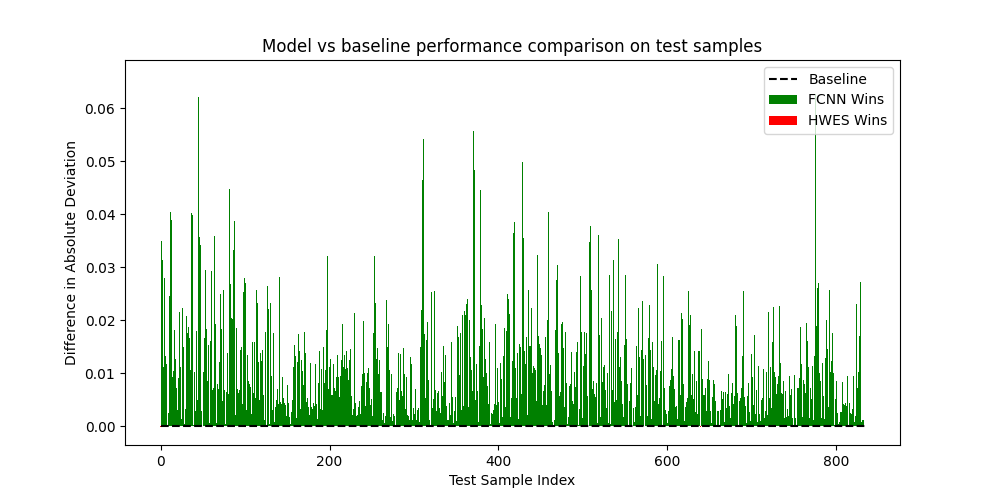 Model vs baseline performance comparison on test samples
Baseline
FCNN Wins
HWES Wins
Difference in Absolute Deviation
0.06
0.05
0.04
0.03
0.02
0.01
0.00
0
200
400
600
800
Test Sample Index